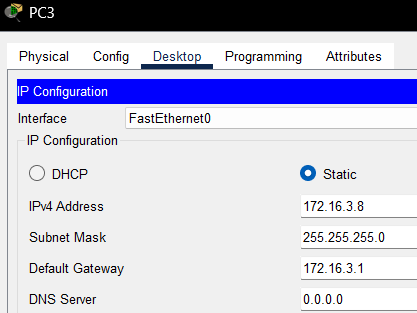 PC3
Physical Config Desktop Programming Attributes
IP Configuration
Interface FastEthernet0
IP Configuration
DHCP Static
IPv4 Address 172.16.3.8
Subnet Mask 255.255.255.0
Default Gateway 172.16.3.1
DNS Server 0.0.0.0